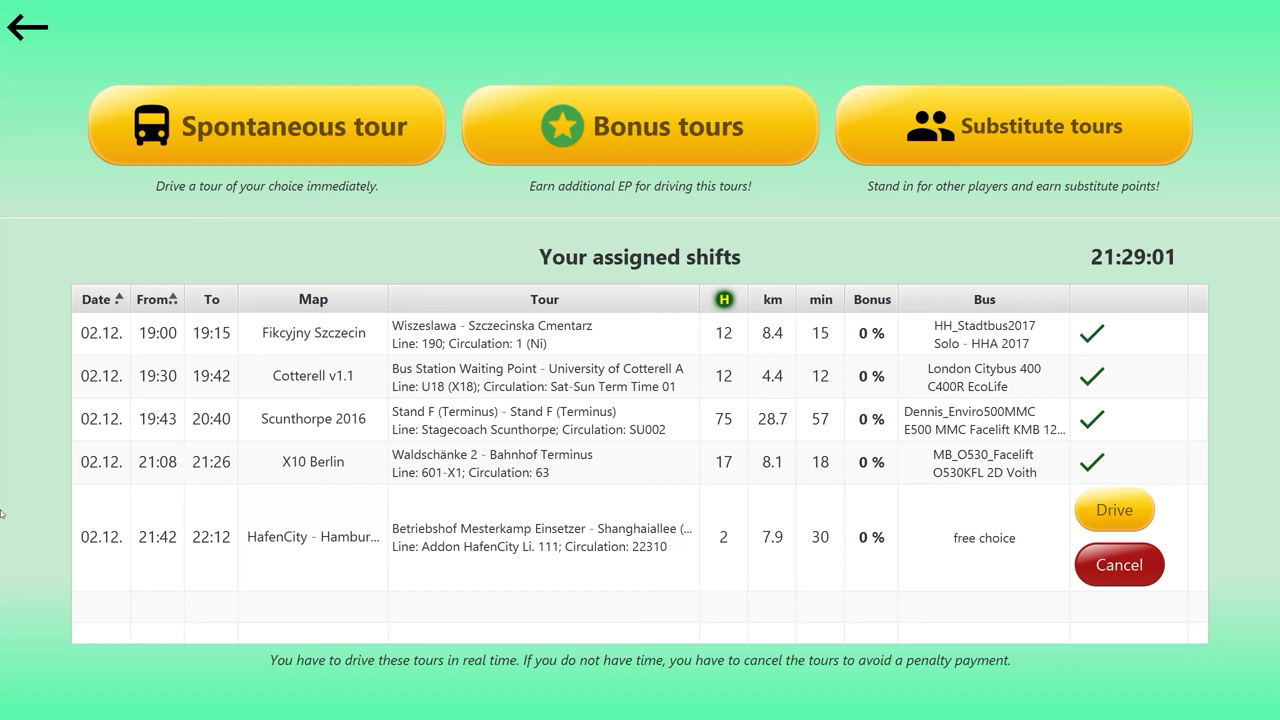 Spontaneous tour
Bonus tours
Substitute tours
Drive a tour of your choice immediately.
Earn additional EP for driving this tours!
Stand in for other players and earn substitute points!
Your assigned shifts
21:29:01
Date From To Map Tour H km min Bonus Bus
02.12. 19:00 19:15 Fikcyjny Szczecin Wiszeslawa - Szczecinska Cmentarz 12 8.4 15 0 % HH_Stadtbus2017
Line: 190; Circulation: 1 (Ni) Solo - HHA 2017
02.12. 19:30 19:42 Cotterell v1.1 Bus Station Waiting Point - University of Cotterell A 12 4.4 12 0 % London Citybus 400
Line: U18 (X18); Circulation: Sat-Sun Term Time 01 C400R EcoLife
02.12. 19:43 20:40 Scunthorpe 2016 Stand F (Terminus) - Stand F (Terminus) 75 28.7 57 0 % Dennis_Enviro500MMC
Line: Stagecoach Scunthorpe; Circulation: SU002 E500 MMC Facelift KMB 12...
02.12. 21:08 21:26 X10 Berlin Waldschänke 2 - Bahnhof Terminus 17 8.1 18 0 % MB_O530_Facelift
Line: 601-X1; Circulation: 63 O530KFL 2D Voith
02.12. 21:42 22:12 HafenCity - Hambur... Betriebshof Mesterkamp Einsetzer - Shanghaiallee (... 2 7.9 30 0 % free choice Drive
Line: Addon HafenCity Li. 111; Circulation: 22310 Cancel
You have to drive these tours in real time. If you do not have time, you have to cancel the tours to avoid a penalty payment.